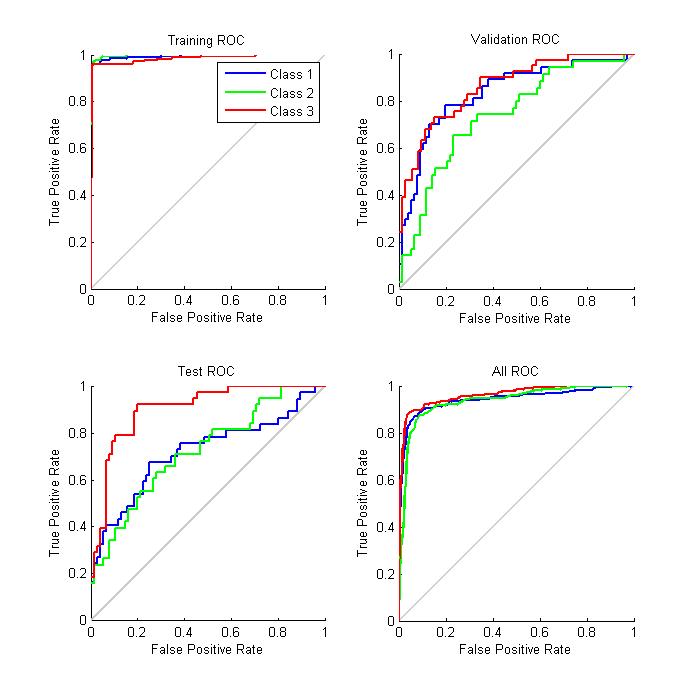 Training ROC
1
0.8
0.6
0.4
0.2
0
True Positive Rate
Class 1
Class 2
Class 3
0 0.2 0.4 0.6 0.8 1
False Positive Rate
Validation ROC
1
0.8
0.6
0.4
0.2
0
True Positive Rate
0 0.2 0.4 0.6 0.8 1
False Positive Rate
Test ROC
1
0.8
0.6
0.4
0.2
0
True Positive Rate
0 0.2 0.4 0.6 0.8 1
False Positive Rate
All ROC
1
0.8
0.6
0.4
0.2
0
True Positive Rate
0 0.2 0.4 0.6 0.8 1
False Positive Rate